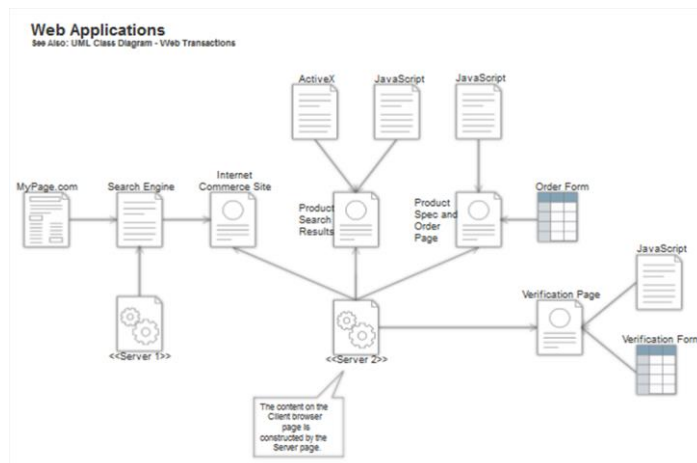 Web Applications
See Also: UML Class Diagram - Web Transactions
ActiveX
JavaScript
JavaScript
MyPage.com
Search Engine
Internet
Commerce Site
Product
Search
Results
Product
Spec and
Order
Page
Order Form
JavaScript
Verification Page
Verification Form
<<Server 1>>
<<Server 2>>
The content on the
Client browser
page is
constructed by the
Server page.